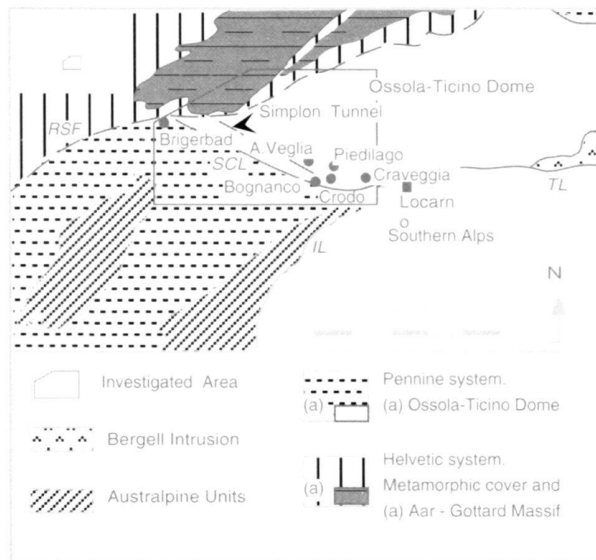 Ossola-Ticino Dome
Simplon Tunnel
RSF
Brigerbad
A.Veglia
Piedilago
SCL
Craveggia
Bognanco
TL
Crodo
Locarn
IL
Southern Alps
N
Investigated Area
Pennine system.
(a) (a) Ossola-Ticino Dome
Bergell Intrusion
Helvetic system.
(a) Metamorphic cover and
Australpine Units
(a) Aar - Gottard Massif